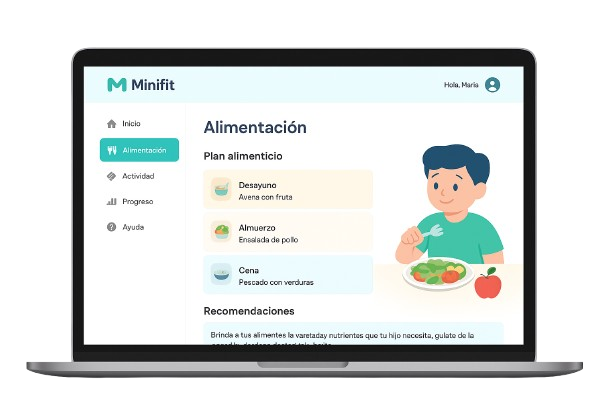 Minifit
Hola, María
Inicio
Alimentación
Actividad
Progreso
Ayuda
Alimentación
Plan alimenticio
Desayuno
Avena con fruta
Almuerzo
Ensalada de pollo
Cena
Pescado con verduras
Recomendaciones
Brinda a tus alimentes la varetaday nutrientes que tu hijo necesita, gulate de la